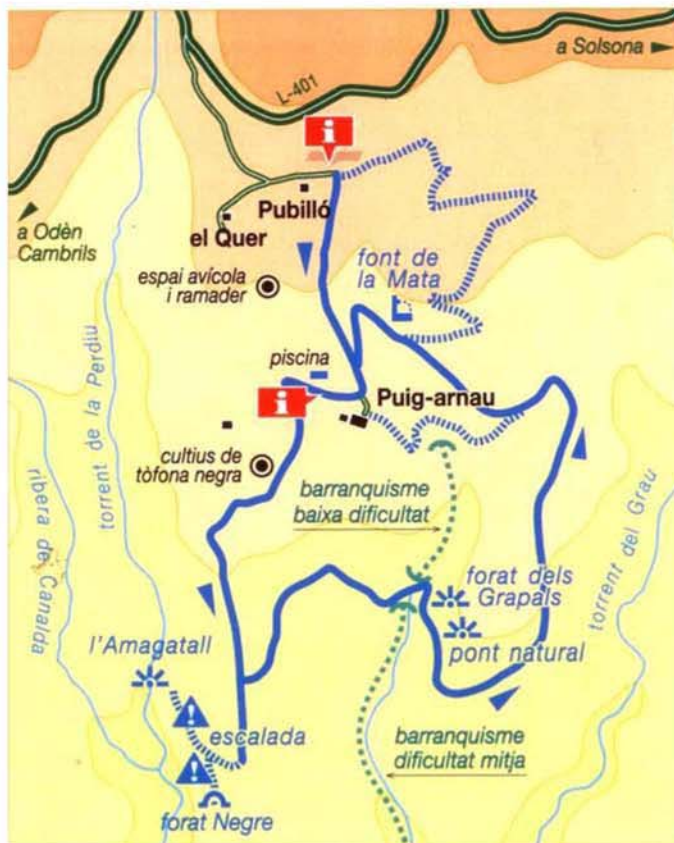 a Solsona
L-401
i
Pubilló
el Quer
a Odèn
Cambrils
font de
la Mata
espai avícola
i ramader
piscina
i
Puig-arnau
cultius de
tòfona negra
torrent de la Perdiu
ribera de Canalda
barranquisme
baixa dificultat
torrent del Grau
forat dels
Grapals
pont natural
l'Amagatall
!
escalada
!
forat Negre
barranquisme
dificultat mitja